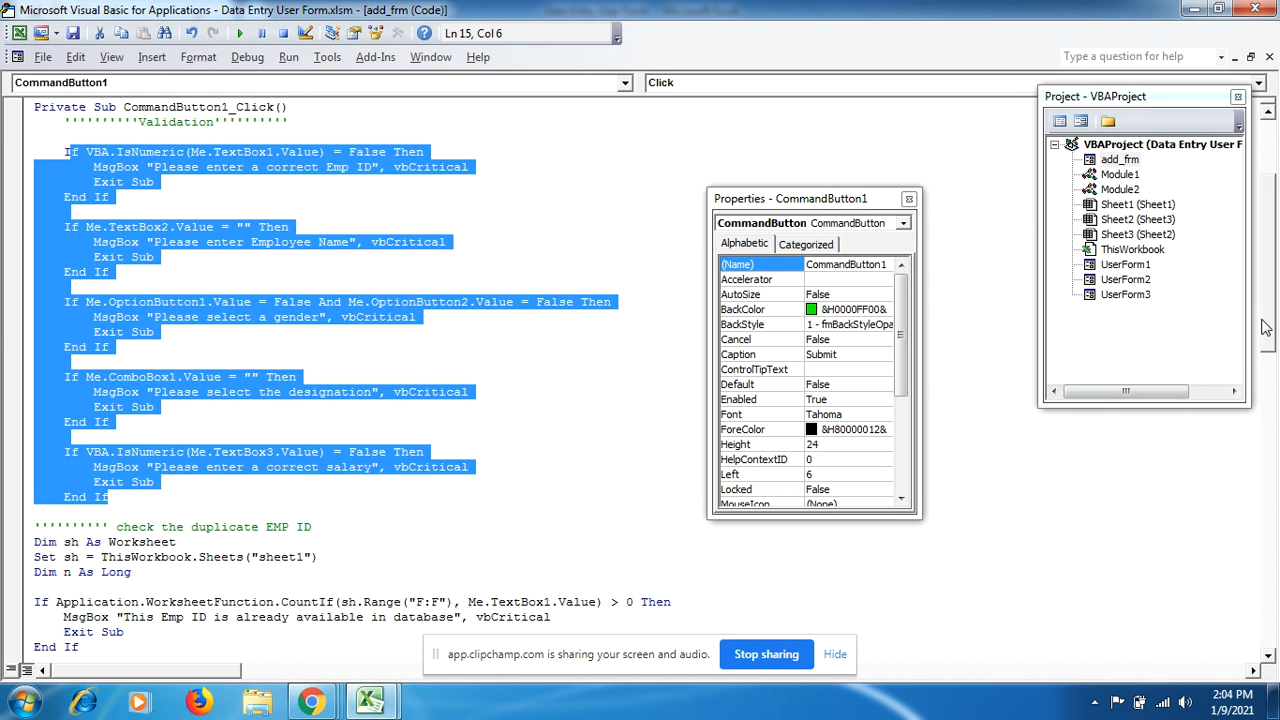 Microsoft Visual Basic for Applications - Data Entry User Form.xlsm - [add_frm (Code)]
Ln 15, Col 6
File Edit View Insert Format Debug Run Tools Add-Ins Window Help
Type a question for help
CommandButton1
Click
Private Sub CommandButton1_Click()
''''''''''Validation''''''''''
If VBA.IsNumeric(Me.TextBox1.Value) = False Then
MsgBox "Please enter a correct Emp ID", vbCritical
Exit Sub
End If
If Me.TextBox2.Value = "" Then
MsgBox "Please enter Employee Name", vbCritical
Exit Sub
End If
If Me.OptionButton1.Value = False And Me.OptionButton2.Value = False Then
MsgBox "Please select a gender", vbCritical
Exit Sub
End If
If Me.ComboBox1.Value = "" Then
MsgBox "Please select the designation", vbCritical
Exit Sub
End If
If VBA.IsNumeric(Me.TextBox3.Value) = False Then
MsgBox "Please enter a correct salary", vbCritical
Exit Sub
End If
'''''''''' check the duplicate EMP ID
Dim sh As Worksheet
Set sh = ThisWorkbook.Sheets("sheet1")
Dim n As Long
If Application.WorksheetFunction.CountIf(sh.Range("F:F"), Me.TextBox1.Value) > 0 Then
MsgBox "This Emp ID is already available in database", vbCritical
Exit Sub
End If
Properties - CommandButton1
CommandButton CommandButton
Alphabetic Categorized
(Name) CommandButton1
Accelerator
AutoSize False
BackColor &H0000FF00&
BackStyle 1 - fmBackStyleOpa
Cancel False
Caption Submit
ControlTipText
Default False
Enabled True
Font Tahoma
ForeColor &H80000012&
Height 24
HelpContextID 0
Left 6
Locked False
MouseIcon (None)
Project - VBAProject
VBAProject (Data Entry User F
add_frm
Module1
Module2
Sheet1 (Sheet1)
Sheet2 (Sheet3)
Sheet3 (Sheet2)
ThisWorkbook
UserForm1
UserForm2
UserForm3
app.clipchamp.com is sharing your screen and audio.
Stop sharing
Hide
2:04 PM
1/9/2021